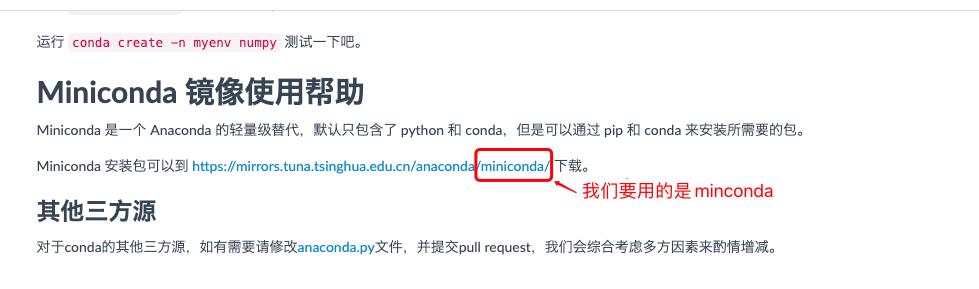 运行 conda create -n myenv numpy 测试一下吧。
Miniconda 镜像使用帮助
Miniconda 是一个 Anaconda 的轻量级替代，默认只包含了 python 和 conda，但是可以通过 pip 和 conda 来安装所需要的包。
Miniconda 安装包可以到 https://mirrors.tuna.tsinghua.edu.cn/anaconda/miniconda/ 下载。
我们要用的是 minconda
其他三方源
对于conda的其他三方源，如有需要请修改anaconda.py文件，并提交pull request，我们会综合考虑多方因素来酌情增减。